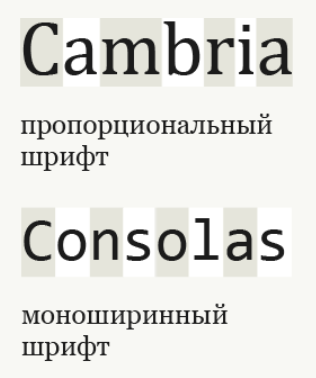 Cambria
пропорциональный
шрифт
Consolas
моноширинный
шрифт